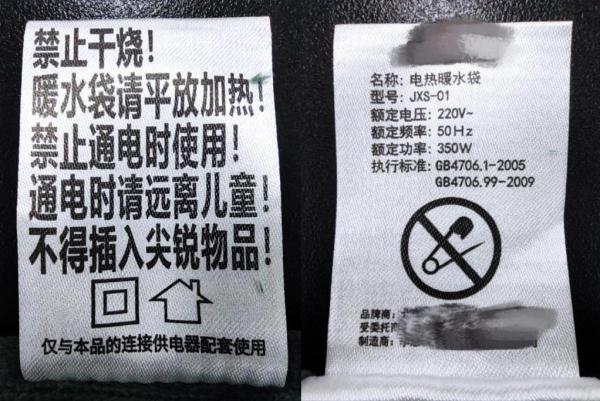 禁止干烧!
暖水袋请平放加热!
禁止通电时使用!
通电时请远离儿童!
不得插入尖锐物品!
仅与本品的连接供电器配套使用
名称: 电热暖水袋
型号: JXS-01
额定电压: 220V~
额定频率: 50Hz
额定功率: 350W
执行标准: GB4706.1-2005
GB4706.99-2009
品牌商:
受委托商
制造商: